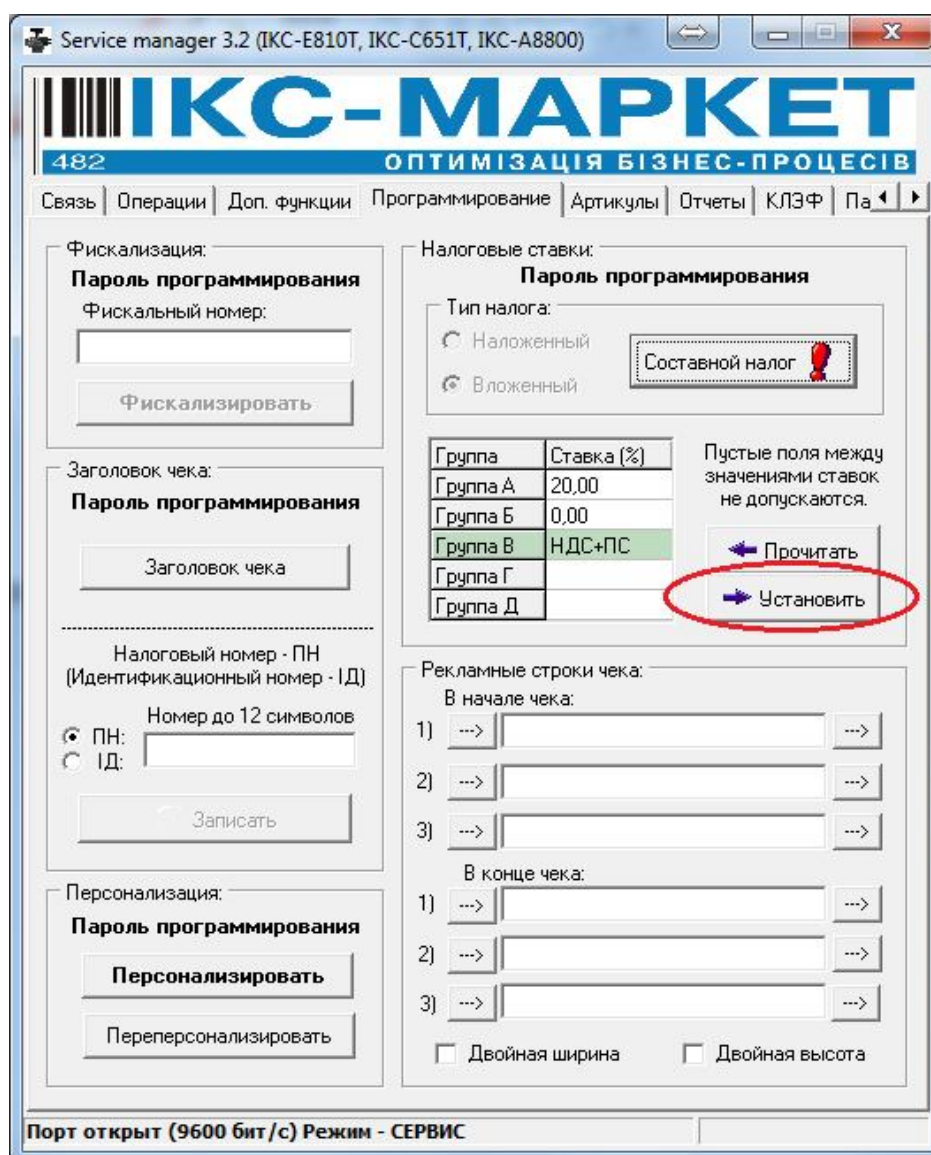 Service manager 3.2 (IKC-E810T, IKC-C651T, IKC-A8800)
ІКС-МАРКЕТ
482
ОПТИМІЗАЦІЯ БІЗНЕС-ПРОЦЕСІВ
Связь Операции Доп. функции Программирование Артикулы Отчеты КЛЭФ Па
Фискализация:
Пароль программирования
Фискальный номер:
Фискализировать
Заголовок чека:
Пароль программирования
Заголовок чека
Налоговый номер - ПН
(Идентификационный номер - ІД)
Номер до 12 символов
ПН:
ІД:
Записать
Персонализация:
Пароль программирования
Персонализировать
Переперсонализировать
Налоговые ставки:
Пароль программирования
Тип налога:
Наложенный
Вложенный
Составной налог
Группа Ставка (%)
Группа А 20,00
Группа Б 0,00
Группа В НДС+ПС
Группа Г
Группа Д
Пустые поля между
значениями ставок
не допускаются.
Прочитать
Установить
Рекламные строки чека:
В начале чека:
1) ---> --->
2) ---> --->
3) ---> --->
В конце чека:
1) ---> --->
2) ---> --->
3) ---> --->
Двойная ширина Двойная высота
Порт открыт (9600 бит/с) Режим - СЕРВИС